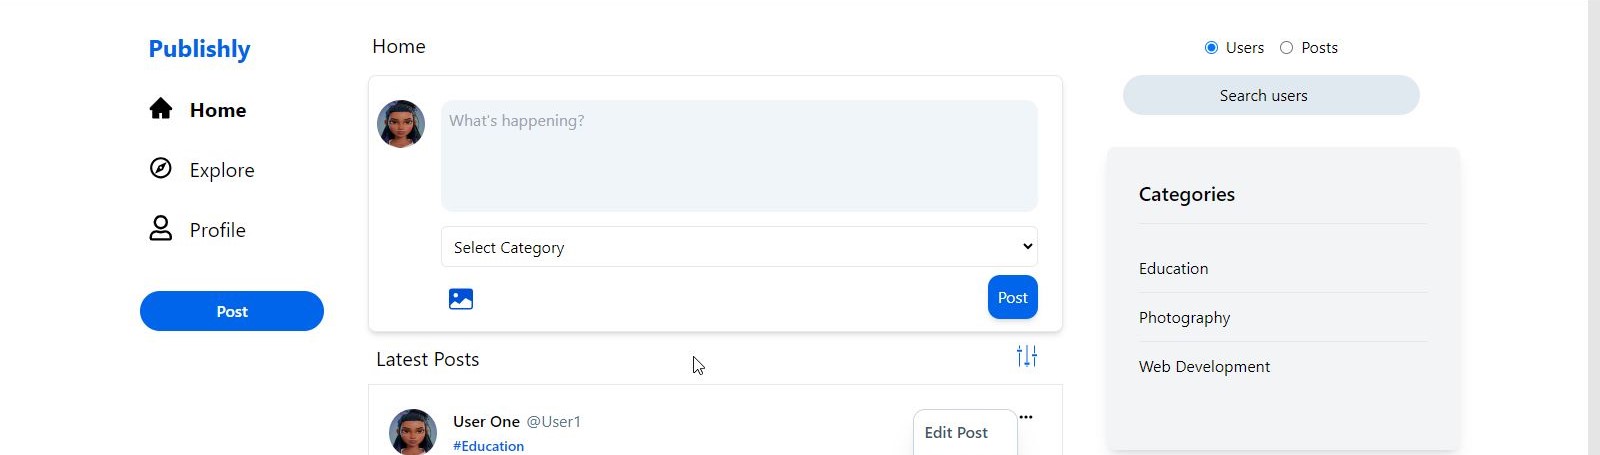 Publishly
Home
Explore
Profile
Post
Home
What's happening?
Select Category
Post
Latest Posts
User One @User1
#Education
Edit Post
Users Posts
Search users
Categories
Education
Photography
Web Development